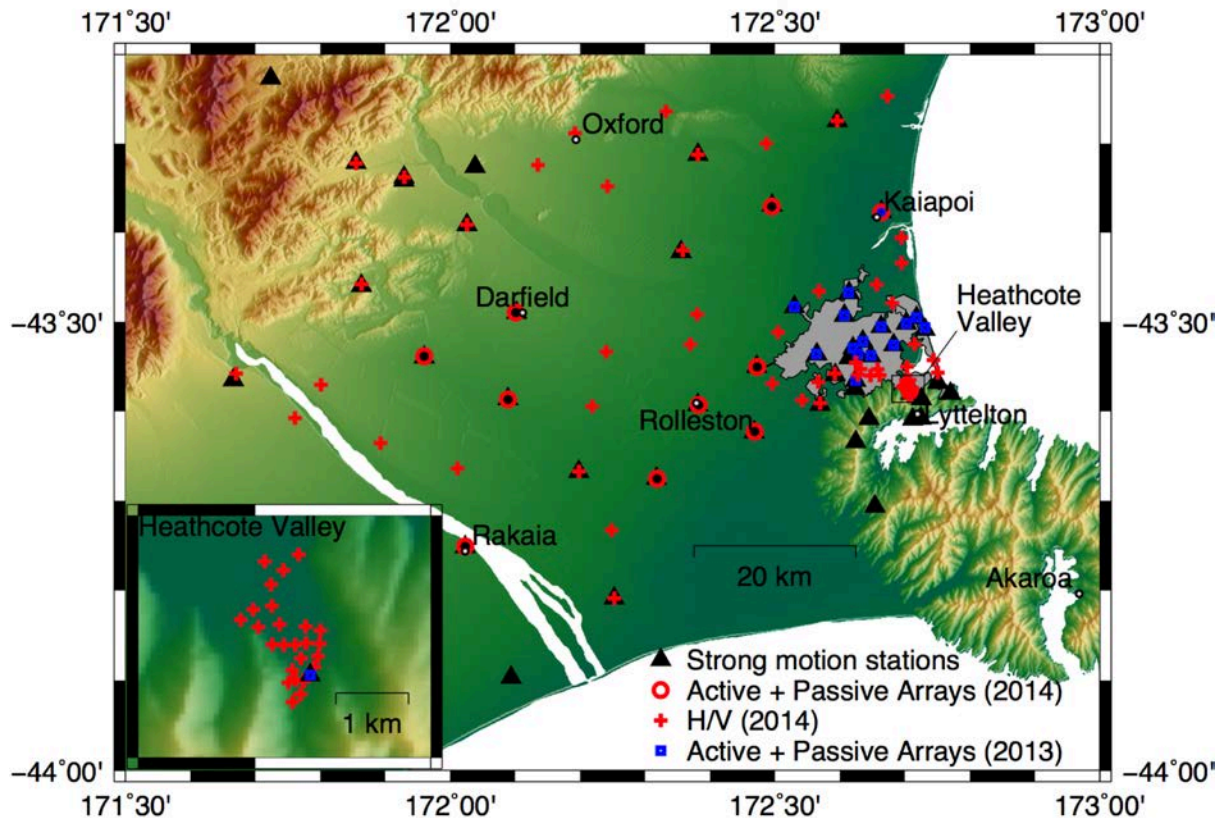 171˚30'
172˚00'
172˚30'
173˚00'
Oxford
Kaiapoi
Heathcote
Valley
Darfield
−43˚30'
−43˚30'
Rolleston
Lyttelton
Heathcote Valley
Rakaia
20 km
Akaroa
1 km
Strong motion stations
Active + Passive Arrays (2014)
H/V (2014)
Active + Passive Arrays (2013)
−44˚00'
−44˚00'
171˚30'
172˚00'
172˚30'
173˚00'